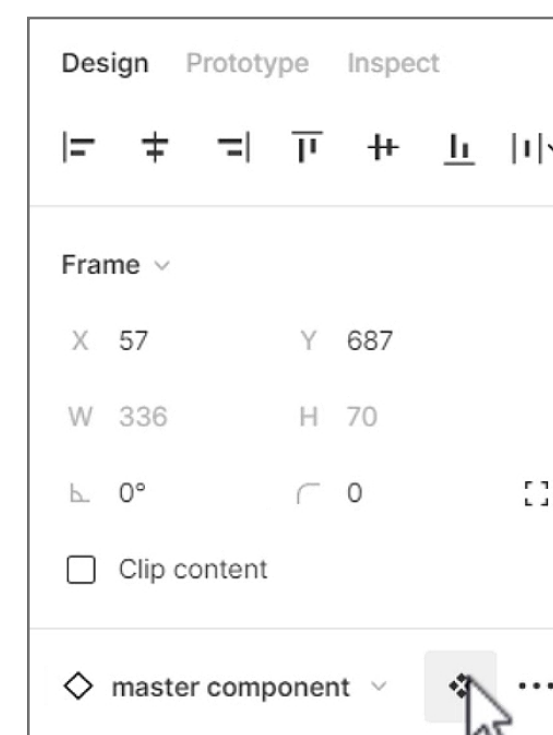 Design Prototype Inspect
Frame
X 57 Y 687
W 336 H 70
0° 0
Clip content
master component